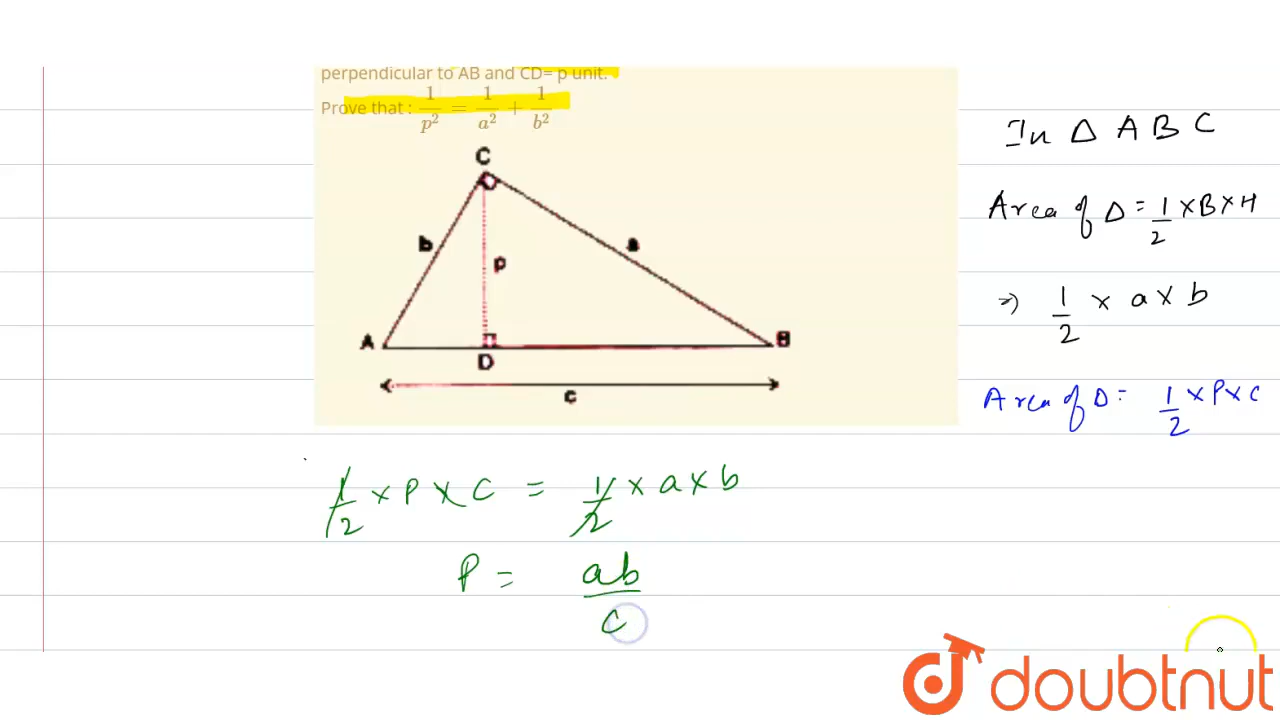 perpendicular to AB and CD= p unit.
Prove that : 1/p² = 1/a² + 1/b²
C
b
a
p
A
D
B
c
In Δ A B C
Area of Δ = 1/2 × B × H
⇒ 1/2 × a × b
Area of Δ = 1/2 × P × C
1/2 × P × C = 1/2 × a × b
P = ab/c
doubtnut